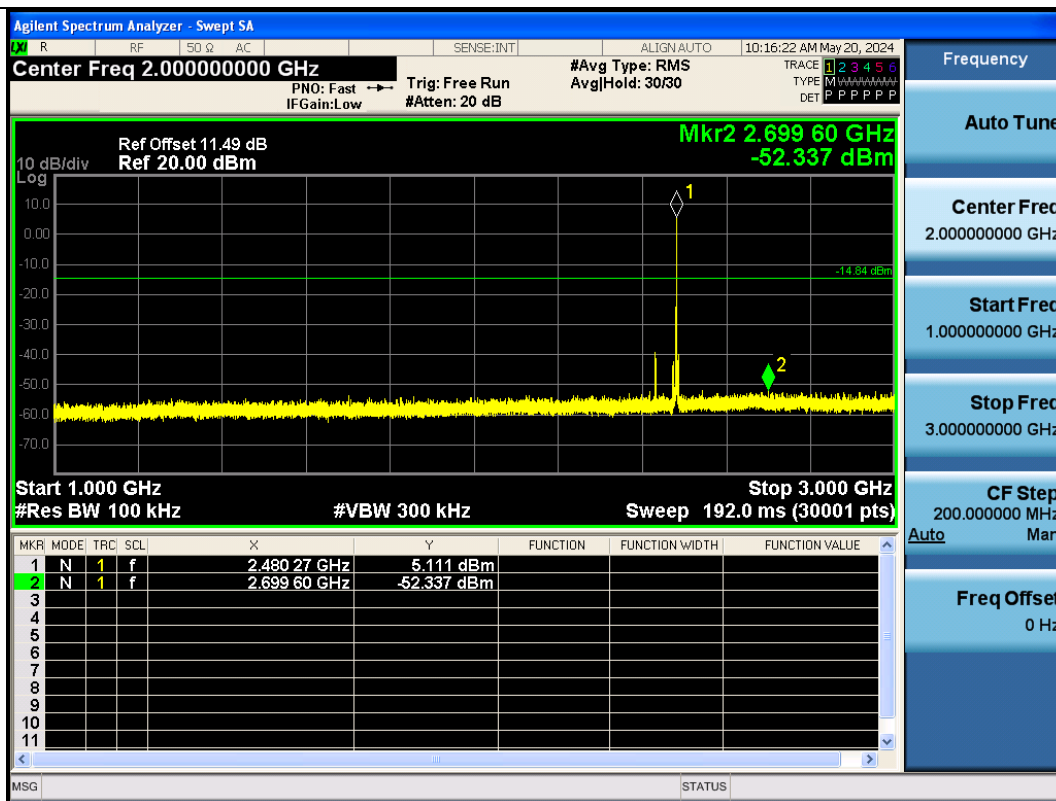 Agilent Spectrum Analyzer - Swept SA
LXI R RF 50 Ω AC SENSE:INT ALIGN AUTO 10:16:22 AM May 20, 2024
Center Freq 2.000000000 GHz
PNO: Fast
IFGain:Low
Trig: Free Run
#Atten: 20 dB
#Avg Type: RMS
Avg|Hold: 30/30
TRACE 1 2 3 4 5 6
TYPE M W W W W W
DET P P P P P P
Mkr2 2.699 60 GHz
-52.337 dBm
Ref Offset 11.49 dB
10 dB/div Ref 20.00 dBm
Log
10.0
0.00
-10.0
-20.0
-30.0
-40.0
-50.0
-60.0
-70.0
1
-14.84 dBm
2
Start 1.000 GHz Stop 3.000 GHz
#Res BW 100 kHz #VBW 300 kHz Sweep 192.0 ms (30001 pts)
MKR MODE TRC SCL X Y FUNCTION FUNCTION WIDTH FUNCTION VALUE
1 N 1 f 2.480 27 GHz 5.111 dBm
2 N 1 f 2.699 60 GHz -52.337 dBm
3
4
5
6
7
8
9
10
11
MSG STATUS
Frequency
Auto Tune
Center Freq
2.000000000 GHz
Start Freq
1.000000000 GHz
Stop Freq
3.000000000 GHz
CF Step
200.000000 MHz
Auto Man
Freq Offset
0 Hz